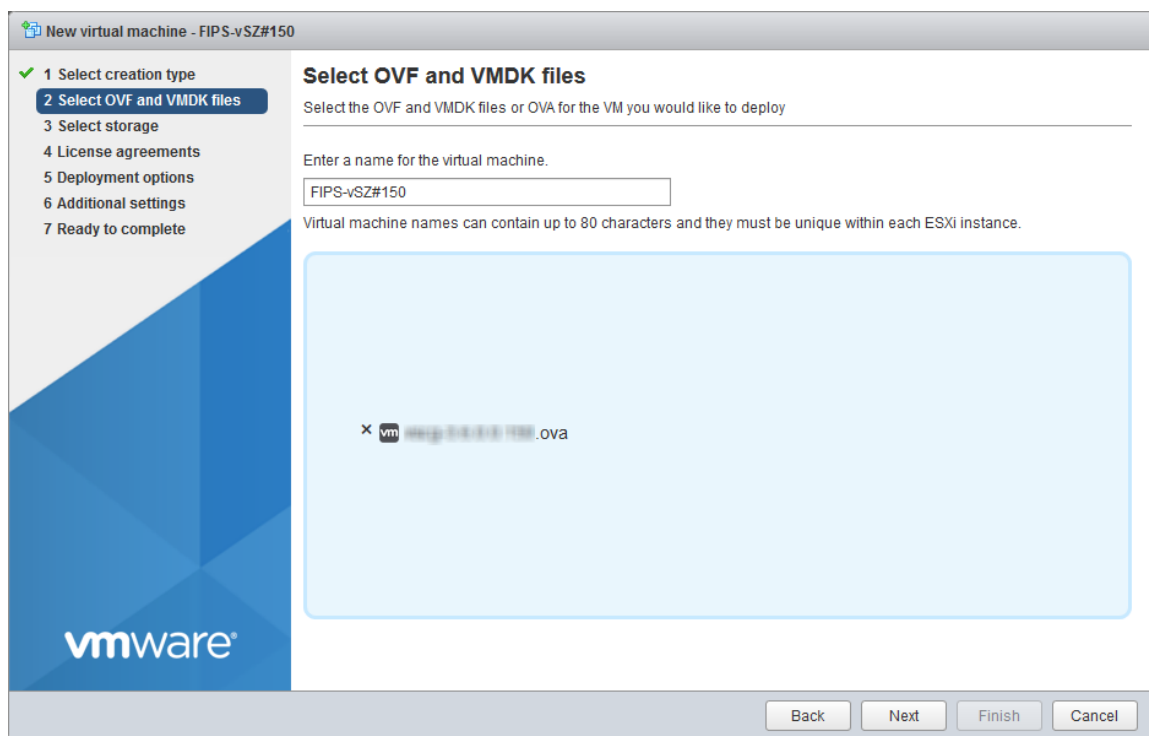 New virtual machine - FIPS-vSZ#150
1 Select creation type
2 Select OVF and VMDK files
3 Select storage
4 License agreements
5 Deployment options
6 Additional settings
7 Ready to complete
vmware®
Select OVF and VMDK files
Select the OVF and VMDK files or OVA for the VM you would like to deploy
Enter a name for the virtual machine.
FIPS-vSZ#150
Virtual machine names can contain up to 80 characters and they must be unique within each ESXi instance.
× vm .ova
Back Next Finish Cancel